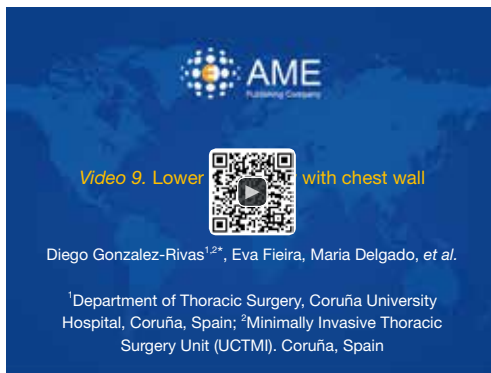 AME
Publishing Company
Video 9. Lower with chest wall
Diego Gonzalez-Rivas1,2*, Eva Fieira, Maria Delgado, et al.
1Department of Thoracic Surgery, Coruña University
Hospital, Coruña, Spain; 2Minimally Invasive Thoracic
Surgery Unit (UCTMI). Coruña, Spain